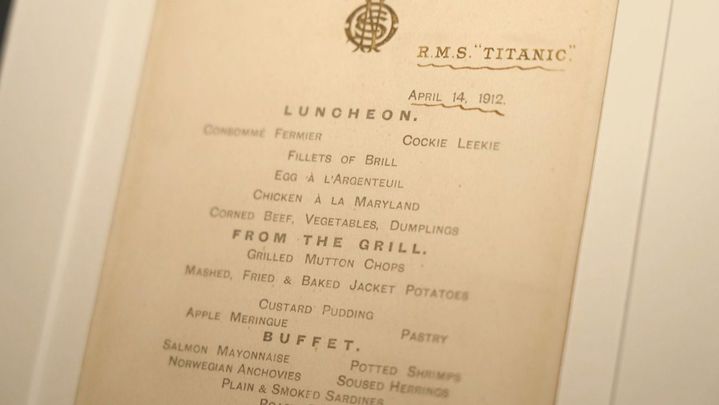 R.M.S. "TITANIC."
APRIL 14, 1912.
LUNCHEON.
CONSOMMÉ FERMIER COCKIE LEEKIE
FILLETS OF BRILL
EGG À L'ARGENTEUIL
CHICKEN À LA MARYLAND
CORNED BEEF, VEGETABLES, DUMPLINGS
FROM THE GRILL.
GRILLED MUTTON CHOPS
MASHED, FRIED & BAKED JACKET POTATOES
CUSTARD PUDDING
APPLE MERINGUE PASTRY
BUFFET.
SALMON MAYONNAISE POTTED SHRIMPS
NORWEGIAN ANCHOVIES SOUSED HERRINGS
PLAIN & SMOKED SARDINES